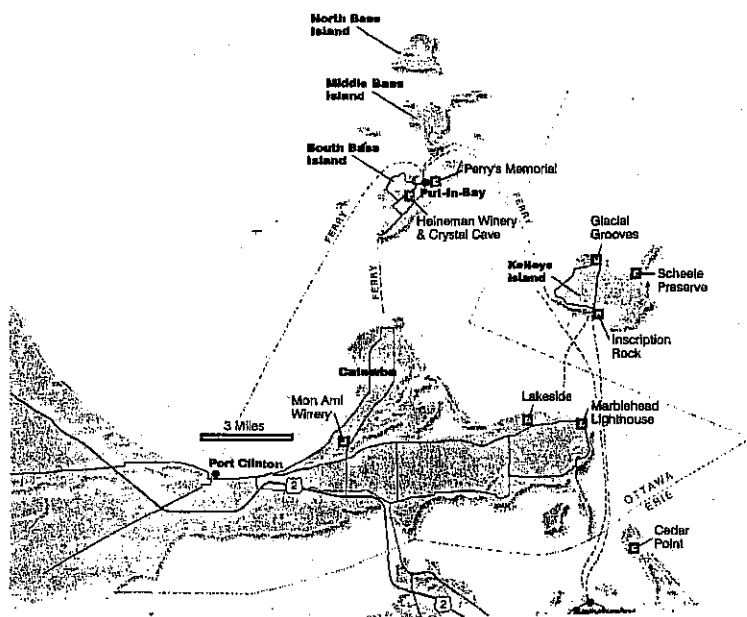 North Bass
Island
Middle Bass
Island
South Bass
Island
Perry's Memorial
Put-In-Bay
Heineman Winery
& Crystal Cave
FERRY
FERRY
FERRY
Glacial
Grooves
Kelleys
Island
Scheele
Preserve
Inscription
Rock
Catawba
Mon Ami
Winery
Lakeside
Marblehead
Lighthouse
3 Miles
Port Clinton
2
OTTAWA
ERIE
Cedar
Point
2